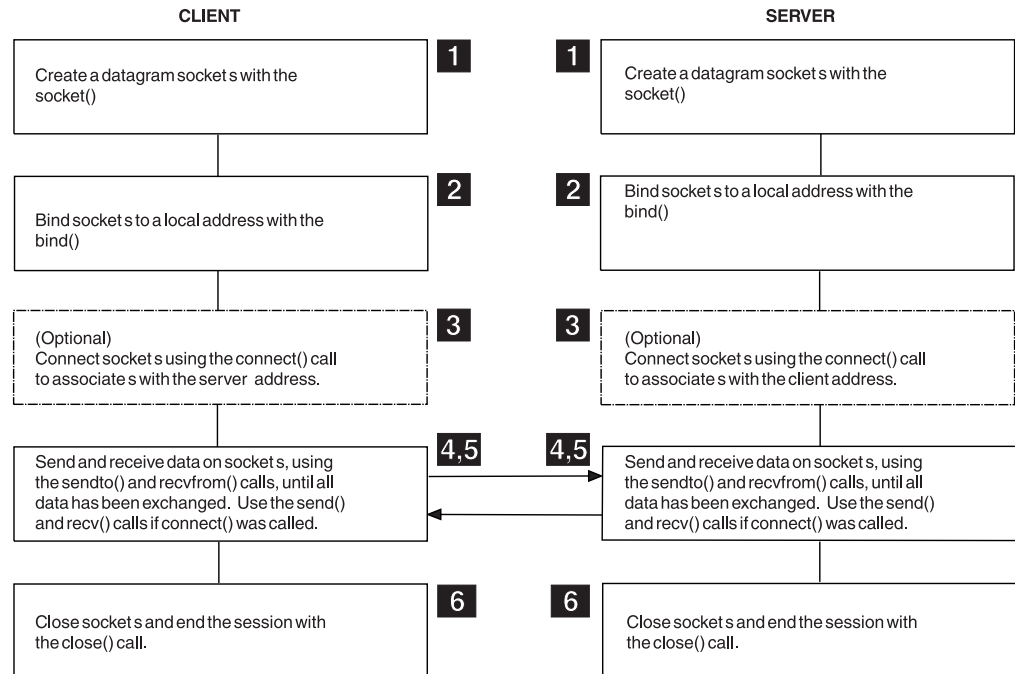 CLIENT
1
Create a datagram socket s with the
socket()
2
Bind socket s to a local address with the
bind()
3
(Optional)
Connect socket s using the connect() call
to associate s with the server address.
4,5
Send and receive data on socket s, using
the sendto() and recvfrom() calls, until all
data has been exchanged. Use the send()
and recv() calls if connect() was called.
6
Close socket s and end the session with
the close() call.
SERVER
1
Create a datagram socket s with the
socket()
2
Bind socket s to a local address with the
bind()
3
(Optional)
Connect socket s using the connect() call
to associate s with the client address.
4,5
Send and receive data on socket s, using
the sendto() and recvfrom() calls, until all
data has been exchanged. Use the send()
and recv() calls if connect() was called.
6
Close socket s and end the session with
the close() call.